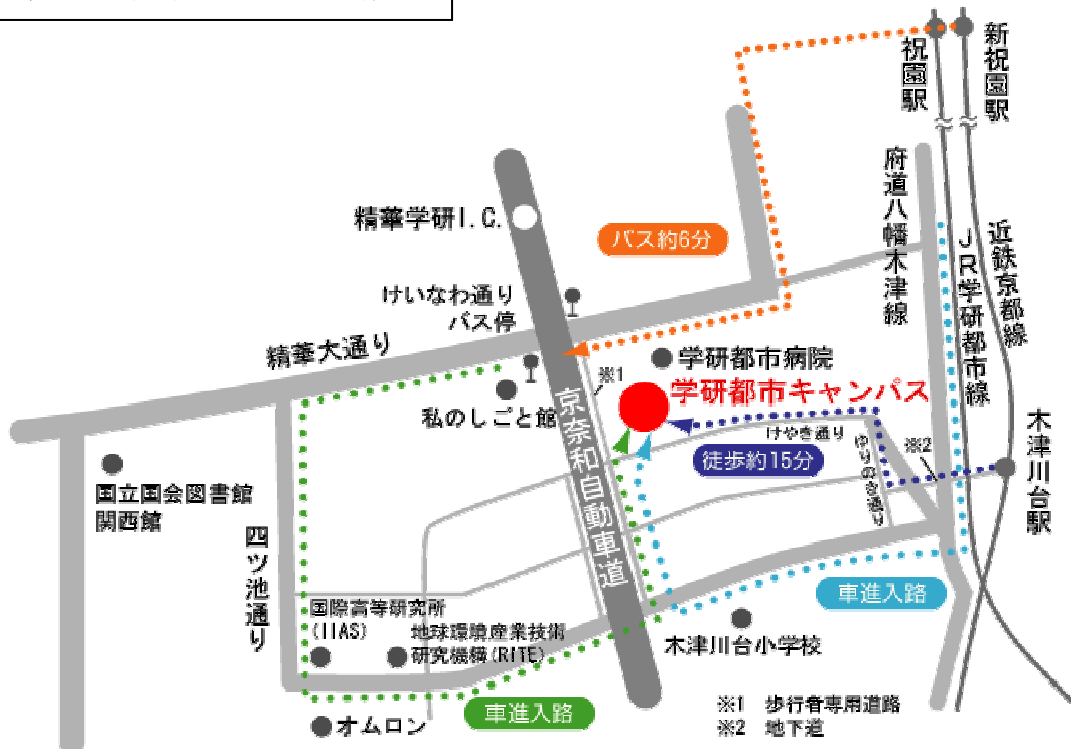 新祝園駅
祝園駅
府道八幡木津線
精華学研I.C.
バス約6分
近鉄京都線
JR学研都市線
けいなわ通り
バス停
精華大通り
学研都市病院
※1
学研都市キャンパス
私のしごと館
京奈和自動車道
けやき通り
※2
木津川台駅
徒歩約15分
ゆりのき通り
国立国会図書館
関西館
四ツ池通り
車進入路
国際高等研究所
(IIAS)
地球環境産業技術
研究機構(RITE)
木津川台小学校
車進入路
オムロン
※1 歩行者専用道路
※2 地下道